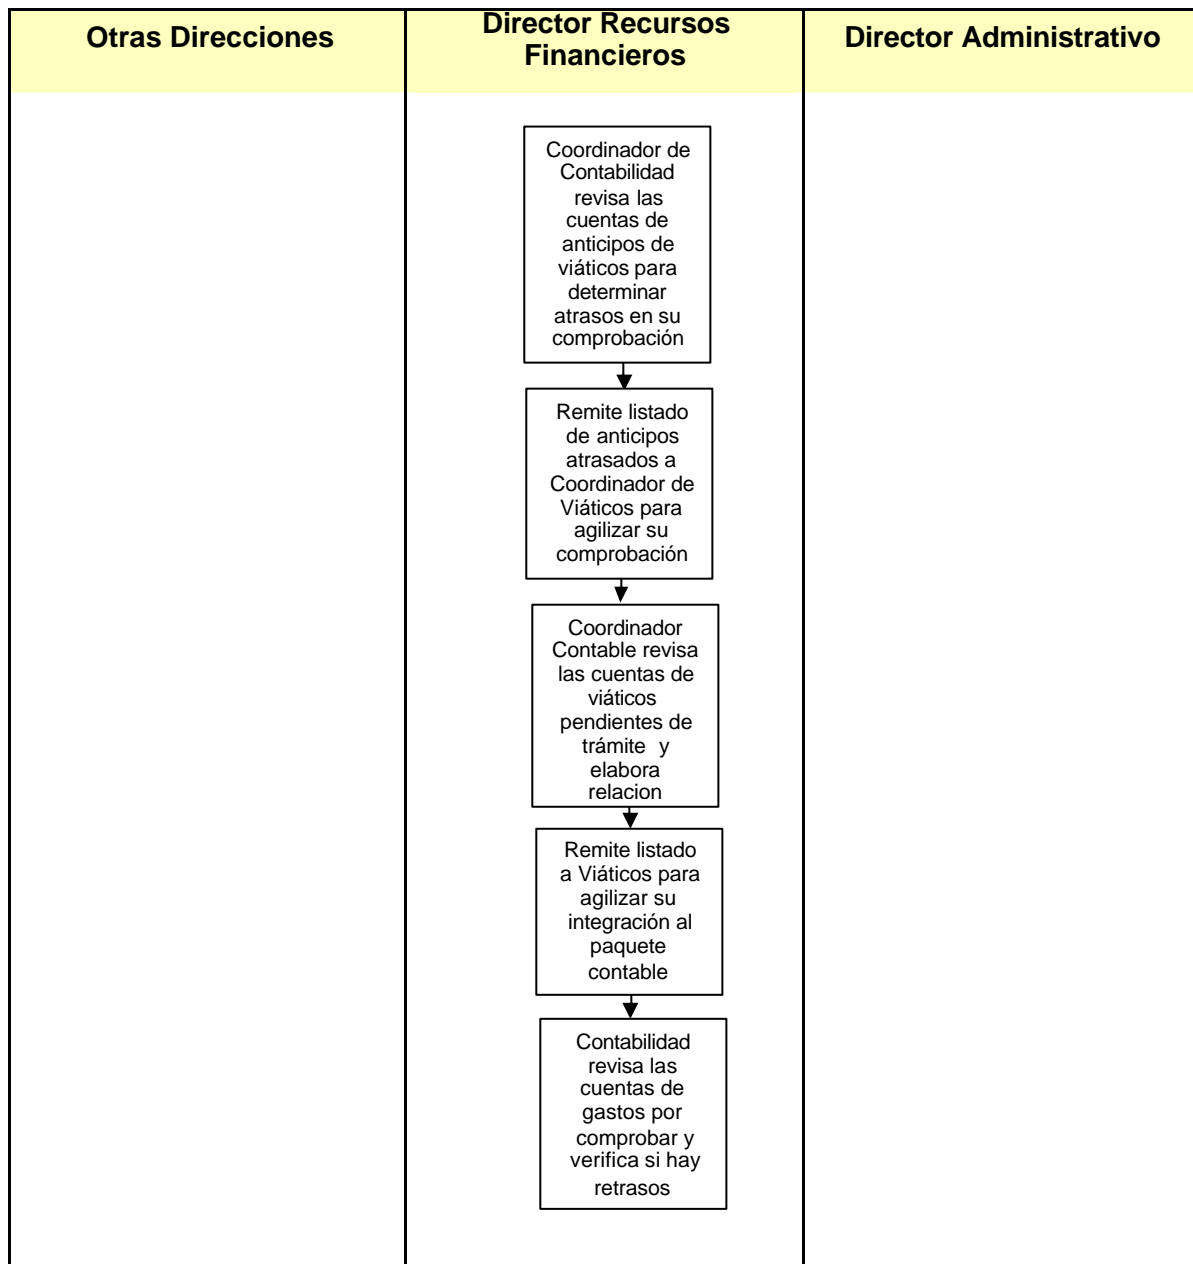 Otras Direcciones
Director Recursos
Financieros
Director Administrativo
Coordinador de
Contabilidad
revisa las
cuentas de
anticipos de
viáticos para
determinar
atrasos en su
comprobación
Remite listado
de anticipos
atrasados a
Coordinador de
Viáticos para
agilizar su
comprobación
Coordinador
Contable revisa
las cuentas de
viáticos
pendientes de
trámite y
elabora
relacion
Remite listado
a Viáticos para
agilizar su
integración al
paquete
contable
Contabilidad
revisa las
cuentas de
gastos por
comprobar y
verifica si hay
retrasos